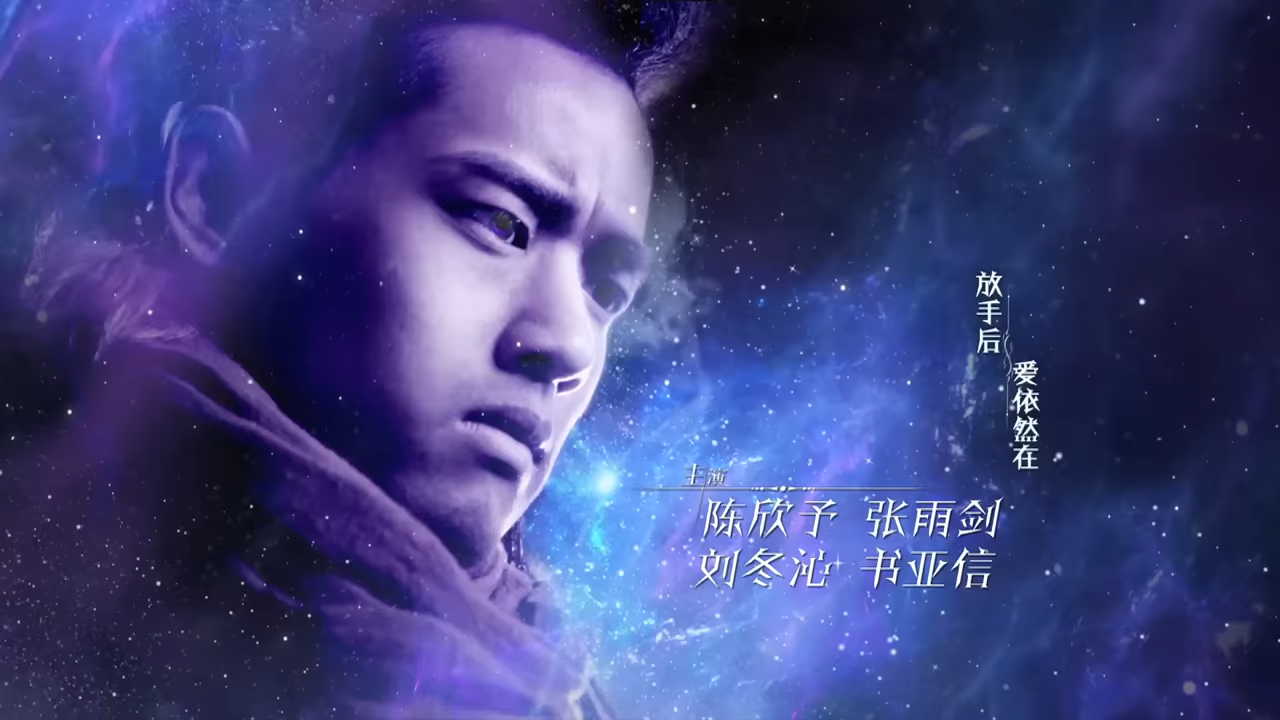 放手后
爱依然在
主演
陈欣予 张雨剑
刘冬沁 书亚信